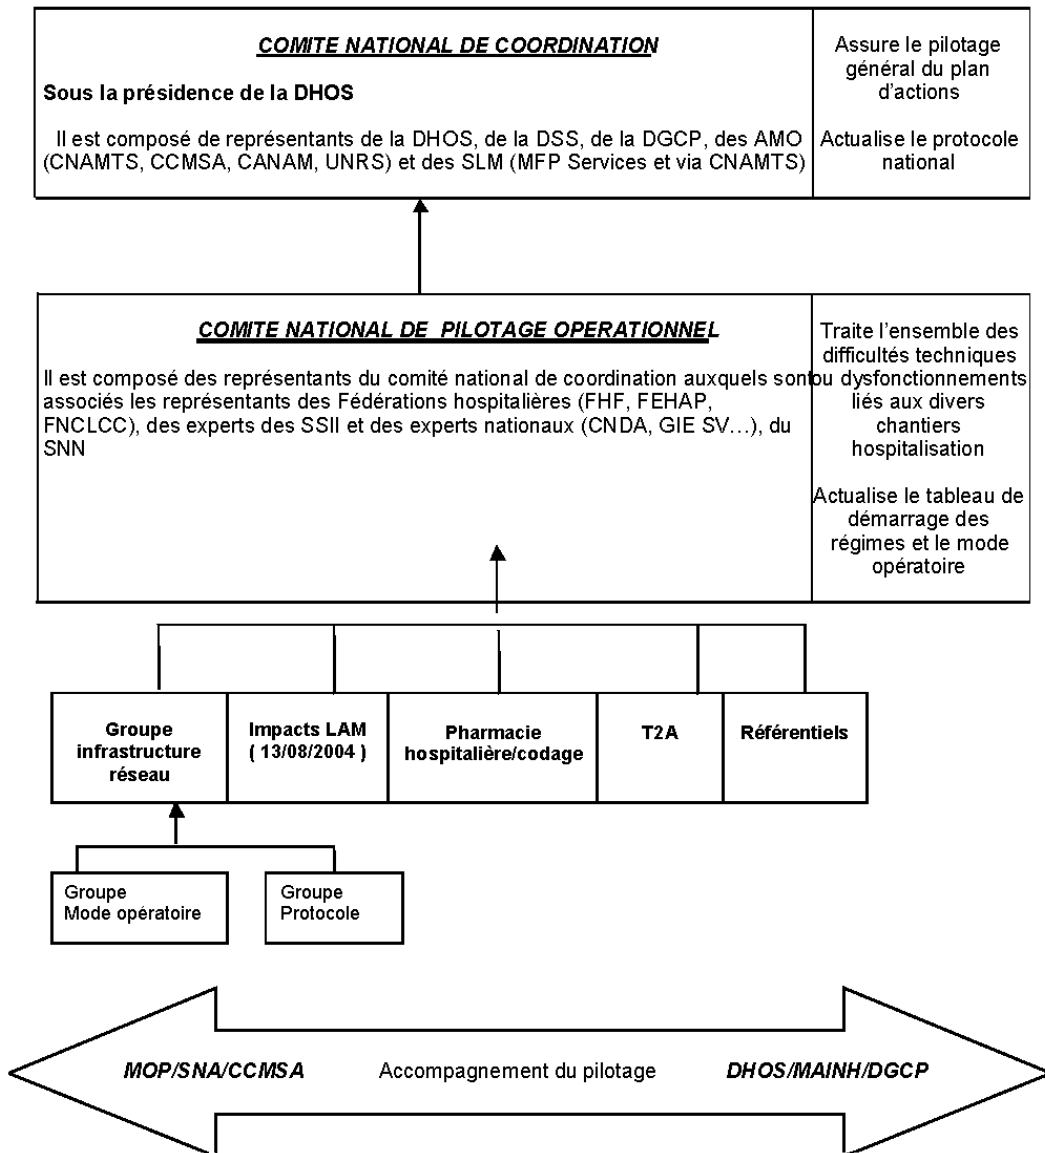 COMITE NATIONAL DE COORDINATION
Sous la présidence de la DHOS
Il est composé de représentants de la DHOS, de la DSS, de la DGCP, des AMO
(CNAMTS, CCMSA, CANAM, UNRS) et des SLM (MFP Services et via CNAMTS)
Assure le pilotage
général du plan
d’actions
Actualise le protocole
national
COMITE NATIONAL DE PILOTAGE OPERATIONNEL
Il est composé des représentants du comité national de coordination auxquels sont
associés les représentants des Fédérations hospitalières (FHF, FEHAP,
FNCLCC), des experts des SSII et des experts nationaux (CNDA, GIE SV…), du
SNN
Traite l’ensemble des
difficultés techniques
ou dysfonctionnements
liés aux divers
chantiers
hospitalisation
Actualise le tableau de
démarrage des
régimes et le mode
opératoire
Groupe
infrastructure
réseau
Impacts LAM
( 13/08/2004 )
Pharmacie
hospitalière/codage
T2A
Référentiels
Groupe
Mode opératoire
Groupe
Protocole
MOP/SNA/CCMSA
Accompagnement du pilotage
DHOS/MAINH/DGCP